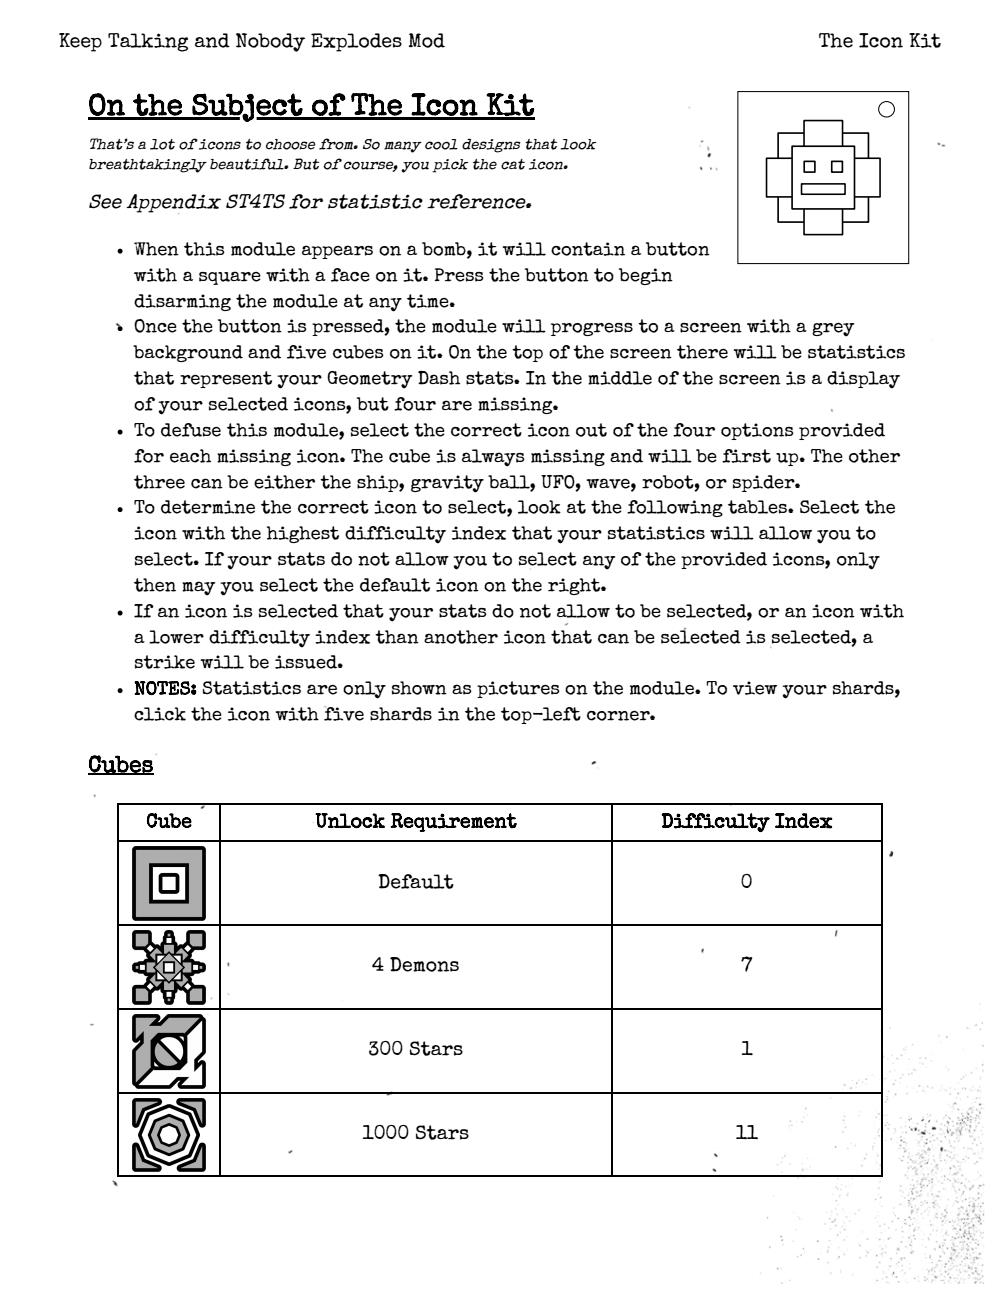 Keep Talking and Nobody Explodes Mod
The Icon Kit
On the Subject of The Icon Kit
That's a lot of icons to choose from. So many cool designs that look
breathtakingly beautiful. But of course, you pick the cat icon.
See Appendix ST4TS for statistic reference.
• When this module appears on a bomb, it will contain a button
with a square with a face on it. Press the button to begin
disarming the module at any time.
• Once the button is pressed, the module will progress to a screen with a grey
background and five cubes on it. On the top of the screen there will be statistics
that represent your Geometry Dash stats. In the middle of the screen is a display
of your selected icons, but four are missing.
• To defuse this module, select the correct icon out of the four options provided
for each missing icon. The cube is always missing and will be first up. The other
three can be either the ship, gravity ball, UFO, wave, robot, or spider.
• To determine the correct icon to select, look at the following tables. Select the
icon with the highest difficulty index that your statistics will allow you to
select. If your stats do not allow you to select any of the provided icons, only
then may you select the default icon on the right.
• If an icon is selected that your stats do not allow to be selected, or an icon with
a lower difficulty index than another icon that can be selected is selected, a
strike will be issued.
• NOTES: Statistics are only shown as pictures on the module. To view your shards,
click the icon with five shards in the top-left corner.
Cubes
Cube Unlock Requirement Difficulty Index
Default 0
4 Demons 7
300 Stars 1
1000 Stars 11